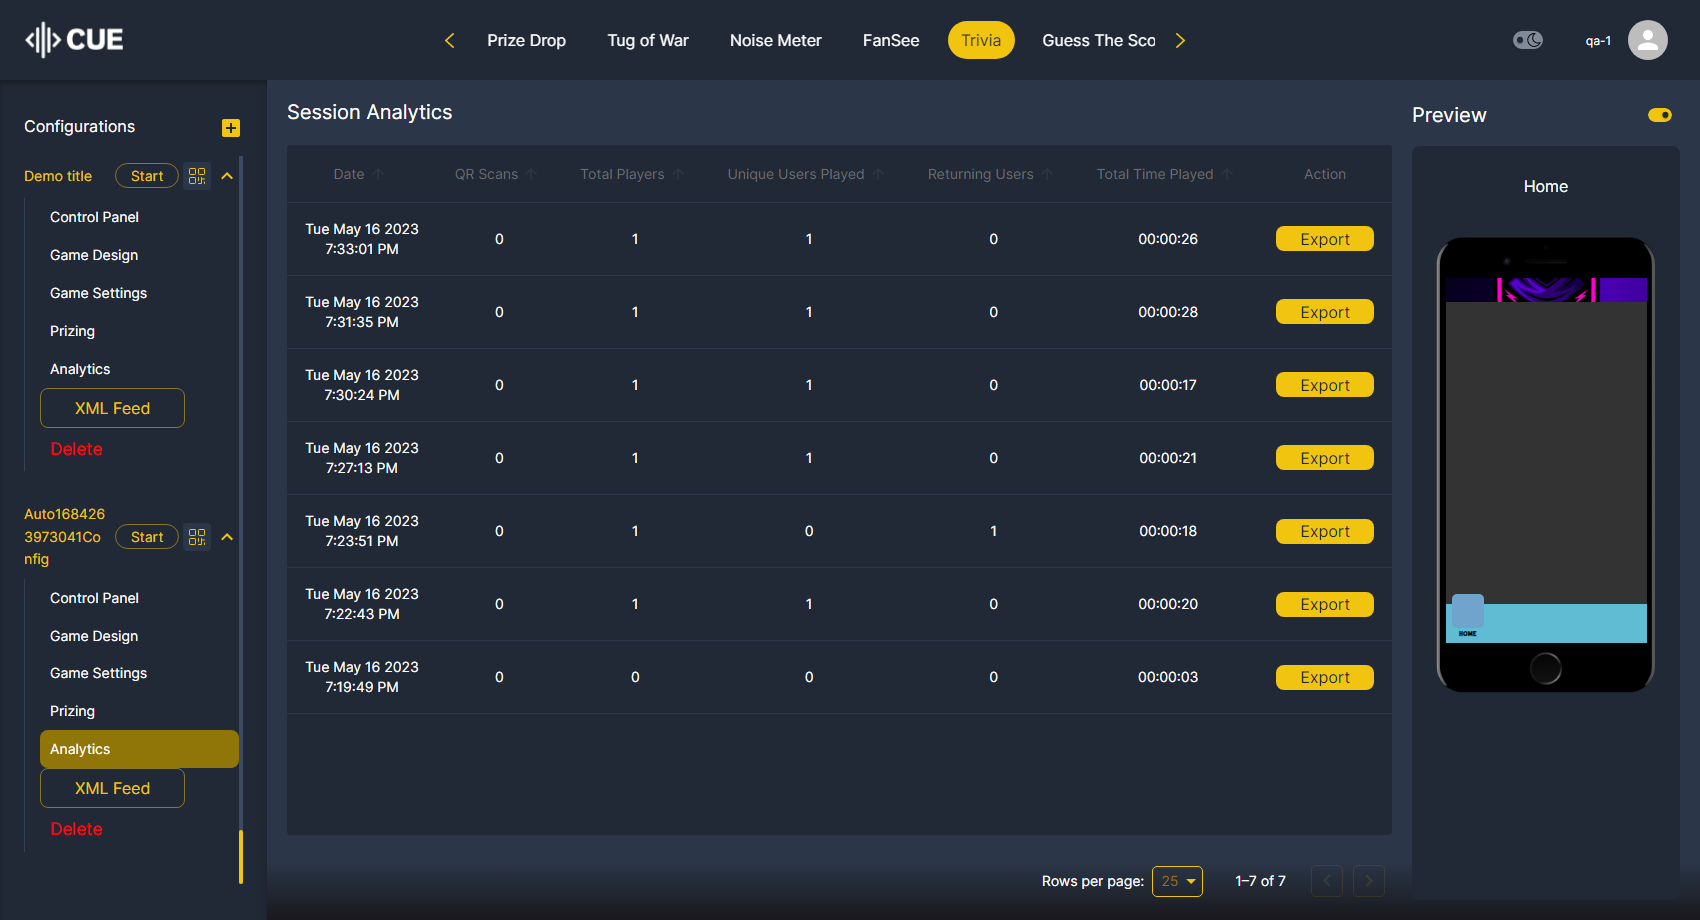 CUE
Prize Drop
Tug of War
Noise Meter
FanSee
Trivia
Guess The Sco
qa-1
Configurations
Demo title
Start
Control Panel
Game Design
Game Settings
Prizing
Analytics
XML Feed
Delete
Auto168426
3973041Co
nfig
Start
Control Panel
Game Design
Game Settings
Prizing
Analytics
XML Feed
Delete
Session Analytics
Date QR Scans Total Players Unique Users Played Returning Users Total Time Played Action
Tue May 16 2023
7:33:01 PM 0 1 1 0 00:00:26 Export
Tue May 16 2023
7:31:35 PM 0 1 1 0 00:00:28 Export
Tue May 16 2023
7:30:24 PM 0 1 1 0 00:00:17 Export
Tue May 16 2023
7:27:13 PM 0 1 1 0 00:00:21 Export
Tue May 16 2023
7:23:51 PM 0 1 0 1 00:00:18 Export
Tue May 16 2023
7:22:43 PM 0 1 1 0 00:00:20 Export
Tue May 16 2023
7:19:49 PM 0 0 0 0 00:00:03 Export
Rows per page: 25 1–7 of 7
Preview
Home
HOME